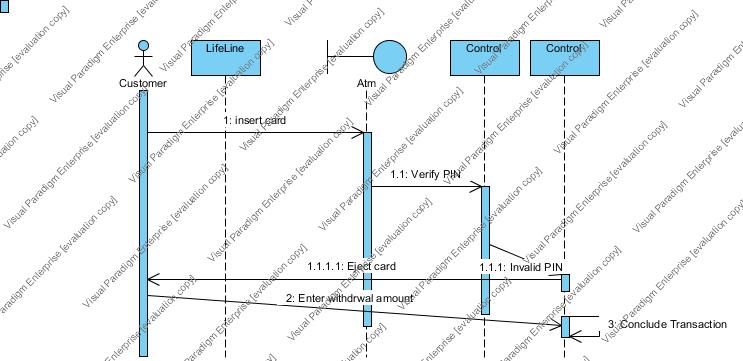 LifeLine
Control
Control
Customer
Atm
1: insert card
1.1: Verify PIN
1.1.1.1: Eject card
1.1.1: Invalid PIN
2: Enter withdrwal amount
3: Conclude Transaction
Visual Paradigm Enterprise [evaluation copy]